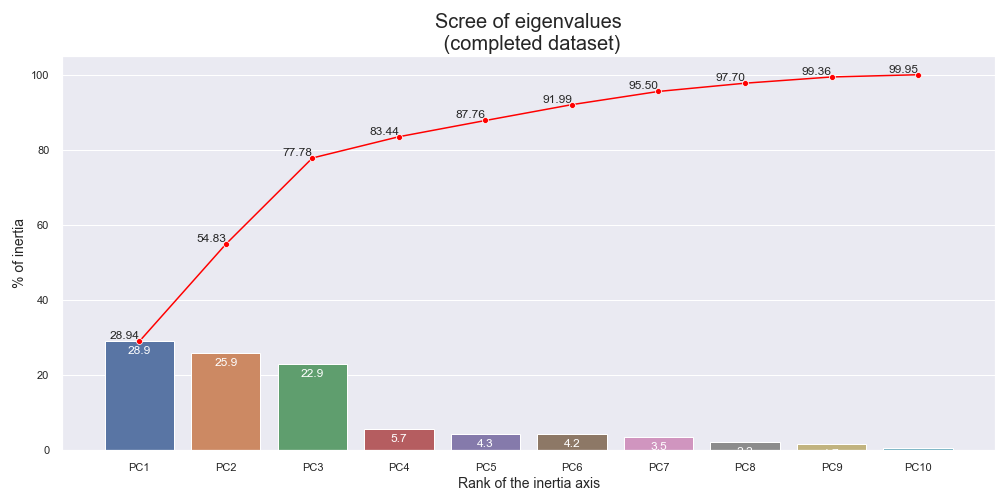 Scree of eigenvalues
(completed dataset)
% of inertia
100
80
60
40
20
0
28.94
54.83
77.78
83.44
87.76
91.99
95.50
97.70
99.36
99.95
28.9
25.9
22.9
5.7
4.3
4.2
3.5
2.2
PC1
PC2
PC3
PC4
PC5
PC6
PC7
PC8
PC9
PC10
Rank of the inertia axis